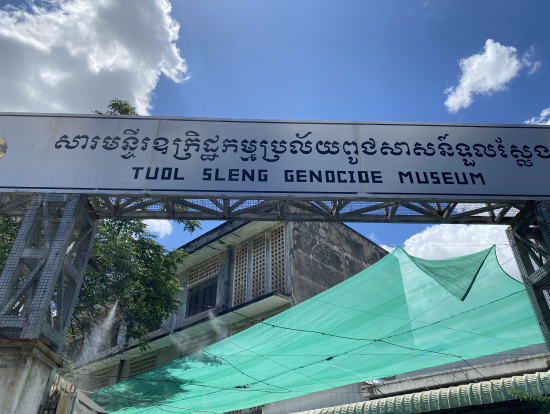 សារមន្ទីរឧក្រិដ្ឋកម្មប្រល័យពូជសាសន៍ទួលស្លែង
TUOL SLENG GENOCIDE MUSEUM